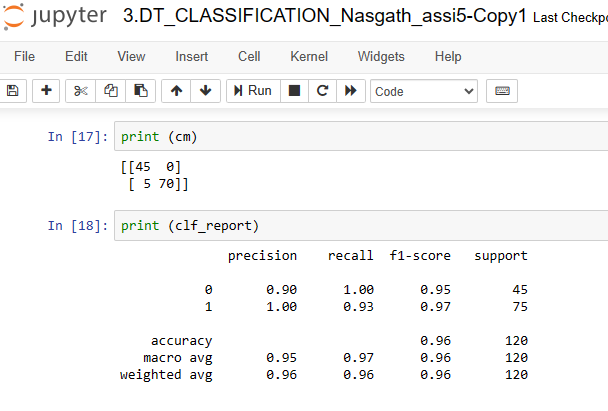 jupyter 3.DT_CLASSIFICATION_Nasgath_assi5-Copy1 Last Checkpo
File Edit View Insert Cell Kernel Widgets Help
Run Code
In [17]: print (cm)
[[45  0]
 [ 5 70]]
In [18]: print (clf_report)
precision recall f1-score support
0 0.90 1.00 0.95 45
1 1.00 0.93 0.97 75
accuracy 0.96 120
macro avg 0.95 0.97 0.96 120
weighted avg 0.96 0.96 0.96 120